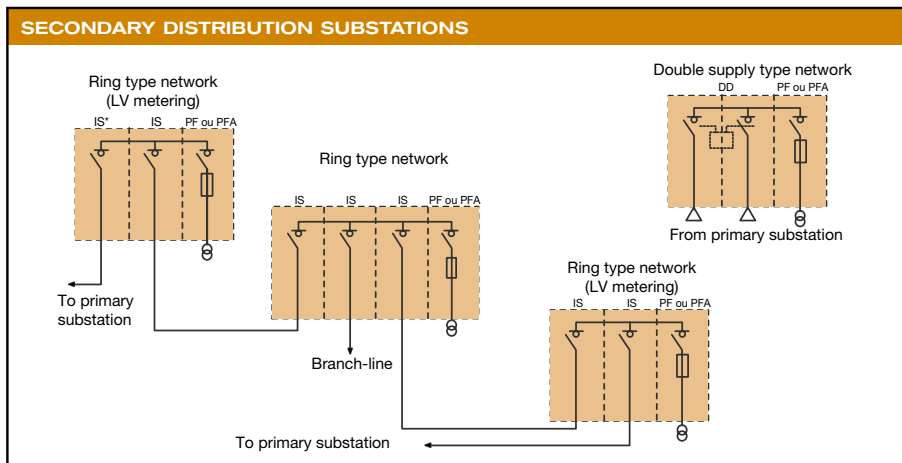 SECONDARY DISTRIBUTION SUBSTATIONS
Ring type network
(LV metering)
IS*
IS
PF ou PFA
To primary
substation
Ring type network
IS
IS
IS
PF ou PFA
Branch-line
Double supply type network
DD
PF ou PFA
From primary substation
Ring type network
(LV metering)
IS
IS
PF ou PFA
To primary substation